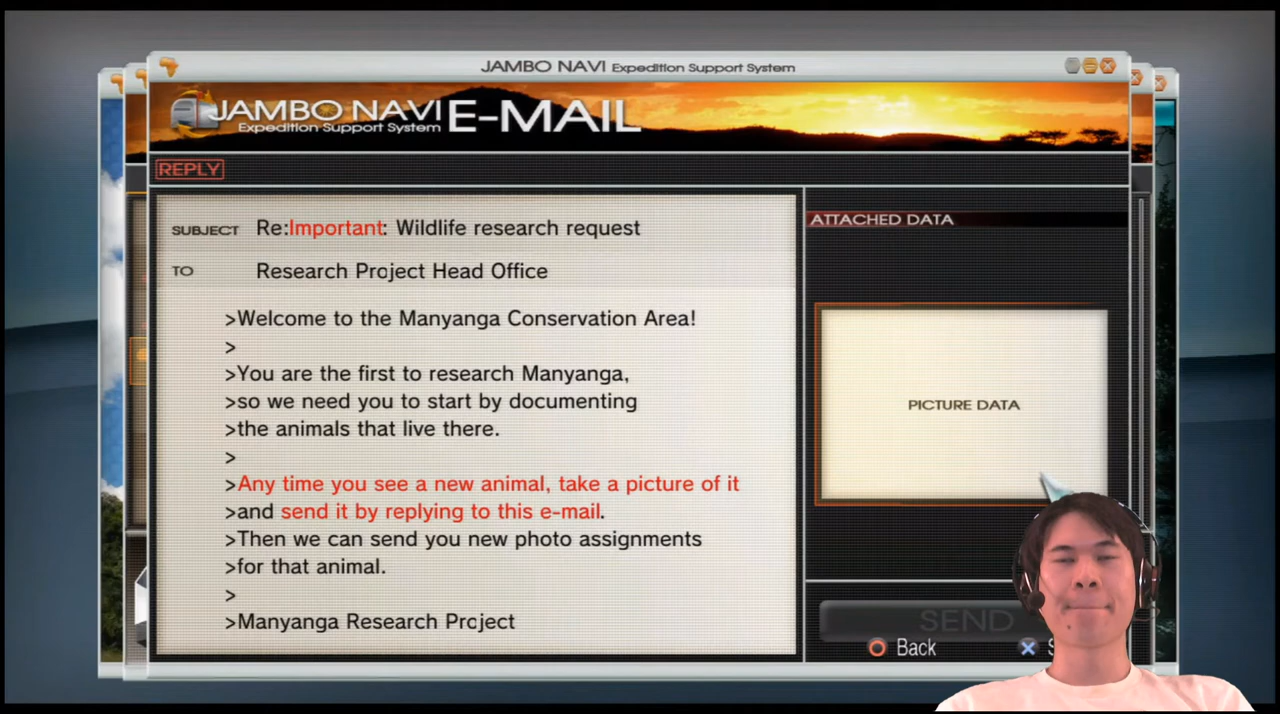 JAMBO NAVI Expedition Support System
JAMBO NAVI E-MAIL
Expedition Support System
REPLY
SUBJECT Re:Important: Wildlife research request
TO Research Project Head Office
>Welcome to the Manyanga Conservation Area!
>
>You are the first to research Manyanga,
>so we need you to start by documenting
>the animals that live there.
>
>Any time you see a new animal, take a picture of it
>and send it by replying to this e-mail.
>Then we can send you new photo assignments
>for that animal.
>
>Manyanga Research Project
ATTACHED DATA
PICTURE DATA
SEND
Back